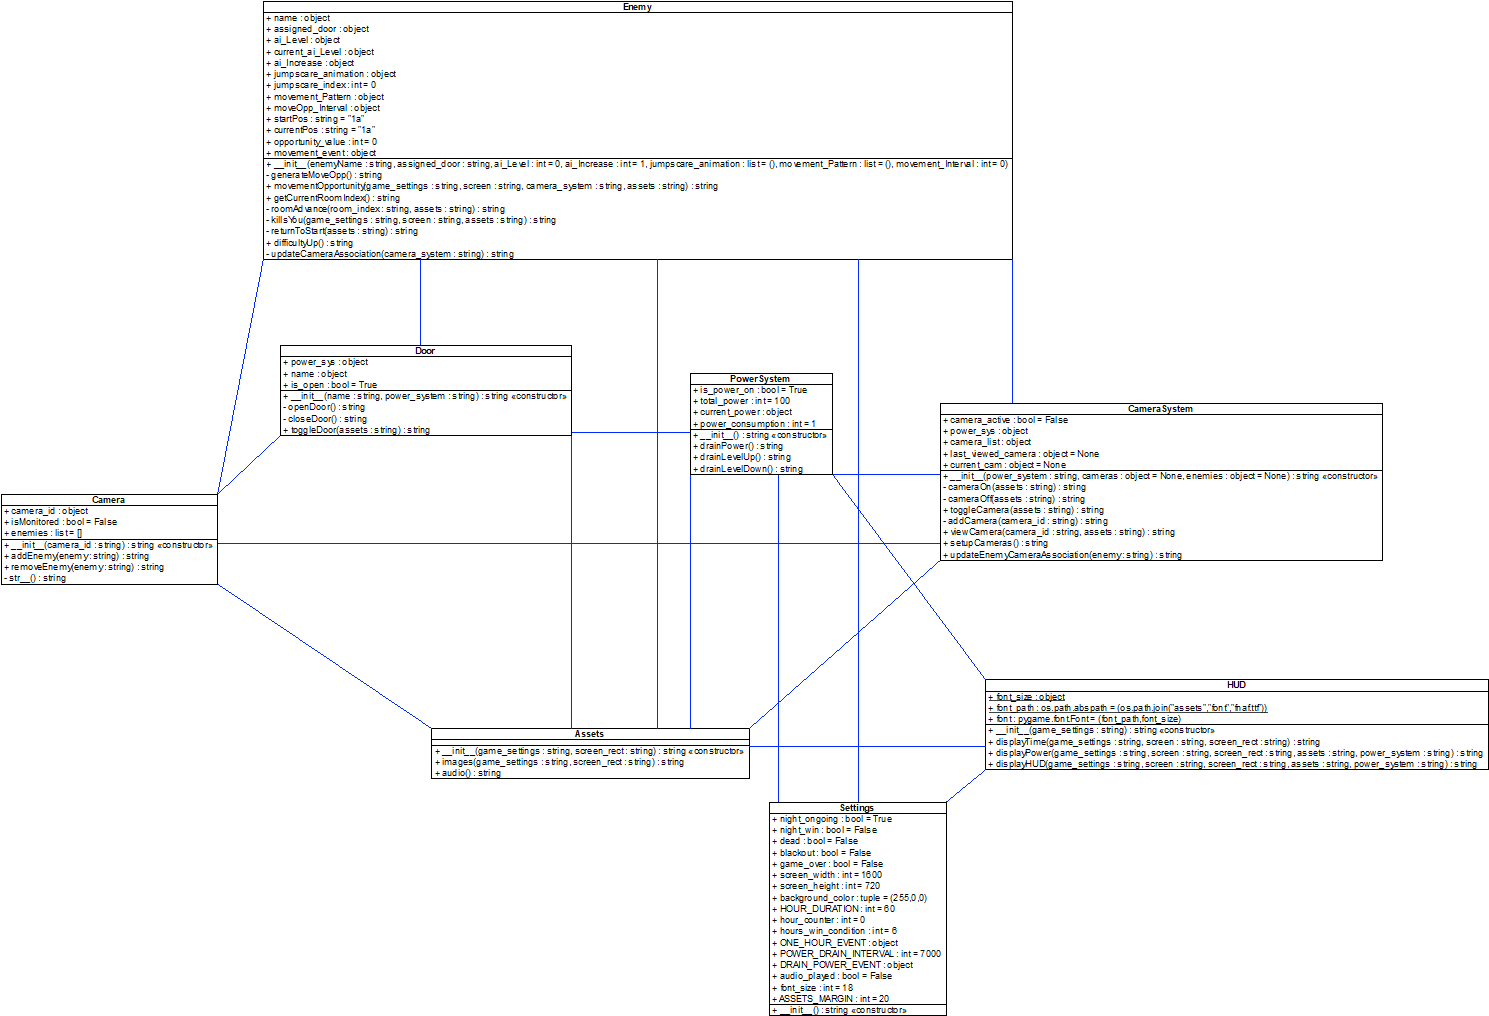 Enemy
+ name : object
+ assigned_door : object
+ ai_Level : object
+ current_ai_Level : object
+ ai_Increase : object
+ jumpscare_animation : object
+ jumpscare_index : int = 0
+ movement_Pattern : object
+ moveOpp_Interval : object
+ startPos : string = "1a"
+ currentPos : string = "1a"
+ opportunity_value : int = 0
+ movement_event : object
+ __init__(enemyName : string, assigned_door : string, ai_Level : int = 0, ai_Increase : int = 1, jumpscare_animation : list = (), movement_Pattern : list = (), movement_Interval : int = 0)
- generateMoveOpp() : string
+ movementOpportunity(game_settings : string, screen : string, camera_system : string, assets : string) : string
+ getCurrentRoomIndex() : string
- roomAdvance(room_index : string, assets : string) : string
- killsYou(game_settings : string, screen : string, assets : string) : string
- returnToStart(assets : string) : string
+ difficultyUp() : string
- updateCameraAssociation(camera_system : string) : string
Door
+ power_sys : object
+ name : object
+ is_open : bool = True
+ __init__(name : string, power_system : string) : string «constructor»
- openDoor() : string
- closeDoor() : string
+ toggleDoor(assets : string) : string
PowerSystem
+ is_power_on : bool = True
+ total_power : int = 100
+ current_power : object
+ power_consumption : int = 1
+ __init__() : string «constructor»
+ drainPower() : string
+ drainLevelUp() : string
+ drainLevelDown() : string
CameraSystem
+ camera_active : bool = False
+ power_sys : object
+ camera_list : object
+ last_viewed_camera : object = None
+ current_cam : object = None
+ __init__(power_system : string, cameras : object = None, enemies : object = None) : string «constructor»
- cameraOn(assets : string) : string
- cameraOff(assets : string) : string
+ toggleCamera(assets : string) : string
- addCamera(camera_id : string) : string
+ viewCamera(camera_id : string, assets : string) : string
+ setupCameras() : string
+ updateEnemyCameraAssociation(enemy : string) : string
Camera
+ camera_id : object
+ isMonitored : bool = False
+ enemies : list = []
+ __init__(camera_id : string) : string «constructor»
+ addEnemy(enemy : string) : string
+ removeEnemy(enemy : string) : string
- str__() : string
HUD
+ font_size : object
+ font_path : os.path.abspath = (os.path.join("assets","font","fnaf.ttf"))
+ font : pygame.font.Font = (font_path,font_size)
+ __init__(game_settings : string) : string «constructor»
+ displayTime(game_settings : string, screen : string, screen_rect : string) : string
+ displayPower(game_settings : string, screen : string, screen_rect : string, assets : string, power_system : string) : string
+ displayHUD(game_settings : string, screen : string, screen_rect : string, assets : string, power_system : string) : string
Assets
+ __init__(game_settings : string, screen_rect : string) : string «constructor»
+ images(game_settings : string, screen_rect : string) : string
+ audio() : string
Settings
+ night_ongoing : bool = True
+ night_win : bool = False
+ dead : bool = False
+ blackout : bool = False
+ game_over : bool = False
+ screen_width : int = 1600
+ screen_height : int = 720
+ background_color : tuple = (255,0,0)
+ HOUR_DURATION : int = 60
+ hour_counter : int = 0
+ hours_win_condition : int = 6
+ ONE_HOUR_EVENT : object
+ POWER_DRAIN_INTERVAL : int = 7000
+ DRAIN_POWER_EVENT : object
+ audio_played : bool = False
+ font_size : int = 18
+ ASSETS_MARGIN : int = 20
+ __init__() : string «constructor»